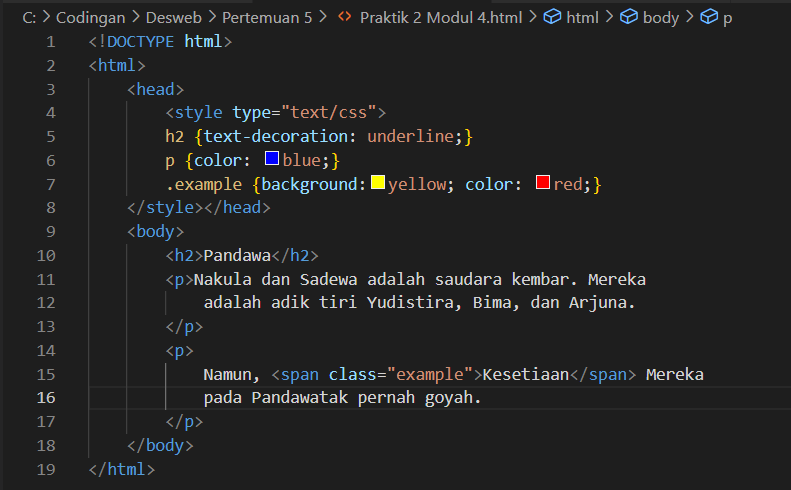 C: > Codingan > Desweb > Pertemuan 5 > <> Praktik 2 Modul 4.html > html > body > p
1 <!DOCTYPE html>
2 <html>
3 <head>
4 <style type="text/css">
5 h2 {text-decoration: underline;}
6 p {color: blue;}
7 .example {background:yellow; color: red;}
8 </style></head>
9 <body>
10 <h2>Pandawa</h2>
11 <p>Nakula dan Sadewa adalah saudara kembar. Mereka
12 adalah adik tiri Yudistira, Bima, dan Arjuna.
13 </p>
14 <p>
15 Namun, <span class="example">Kesetiaan</span> Mereka
16 pada Pandawatak pernah goyah.
17 </p>
18 </body>
19 </html>